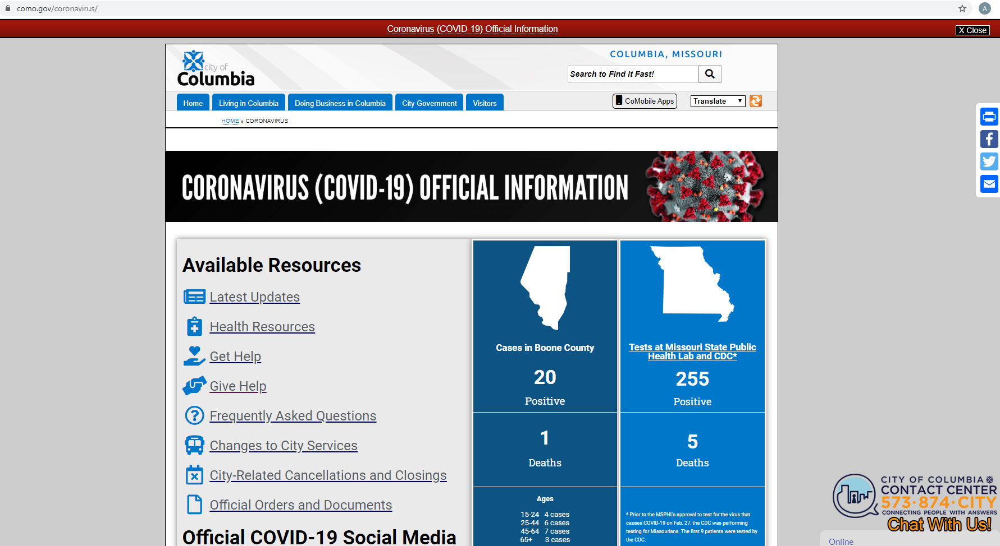 como.gov/coronavirus/
A
Coronavirus (COVID-19) Official Information
X Close
city of
Columbia
COLUMBIA, MISSOURI
Search to Find it Fast!
Home
Living in Columbia
Doing Business in Columbia
City Government
Visitors
CoMobile Apps
Translate
HOME » CORONAVIRUS
CORONAVIRUS (COVID-19) OFFICIAL INFORMATION
Available Resources
Latest Updates
Health Resources
Get Help
Give Help
Frequently Asked Questions
Changes to City Services
City-Related Cancellations and Closings
Official Orders and Documents
Official COVID-19 Social Media
Cases in Boone County
20
Positive
1
Deaths
Ages
15-24 4 cases
25-44 6 cases
45-64 7 cases
65+ 3 cases
Tests at Missouri State Public
Health Lab and CDC*
255
Positive
5
Deaths
* Prior to the MSPHL's approval to test for the virus that
causes COVID-19 on Feb. 27, the CDC was performing
testing for Missourians. The first 9 patients were tested by
the CDC.
CITY OF COLUMBIA
CONTACT CENTER
573·874·CITY
CONNECTING PEOPLE WITH ANSWERS
Chat With Us!
Online